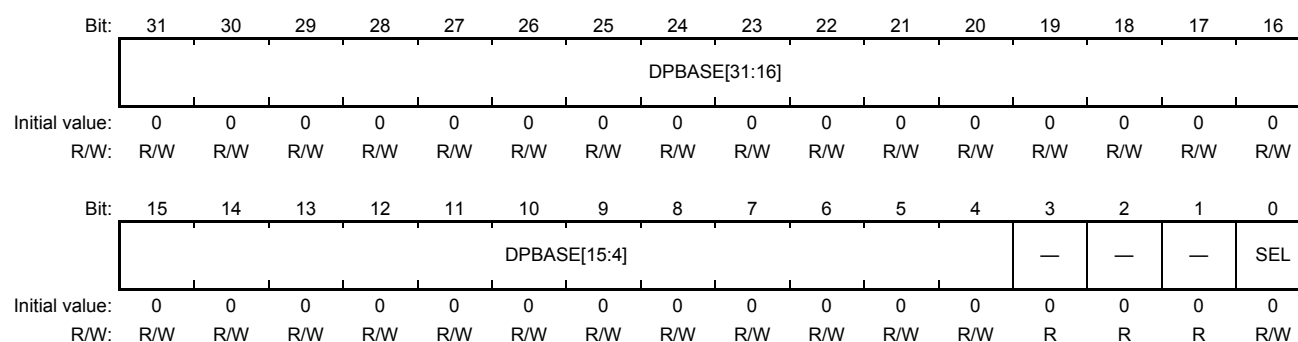 Bit: 31 30 29 28 27 26 25 24 23 22 21 20 19 18 17 16
DPBASE[31:16]
Initial value: 0 0 0 0 0 0 0 0 0 0 0 0 0 0 0 0
R/W: R/W R/W R/W R/W R/W R/W R/W R/W R/W R/W R/W R/W R/W R/W R/W R/W
Bit: 15 14 13 12 11 10 9 8 7 6 5 4 3 2 1 0
DPBASE[15:4] — — — SEL
Initial value: 0 0 0 0 0 0 0 0 0 0 0 0 0 0 0 0
R/W: R/W R/W R/W R/W R/W R/W R/W R/W R/W R/W R/W R/W R R R R/W